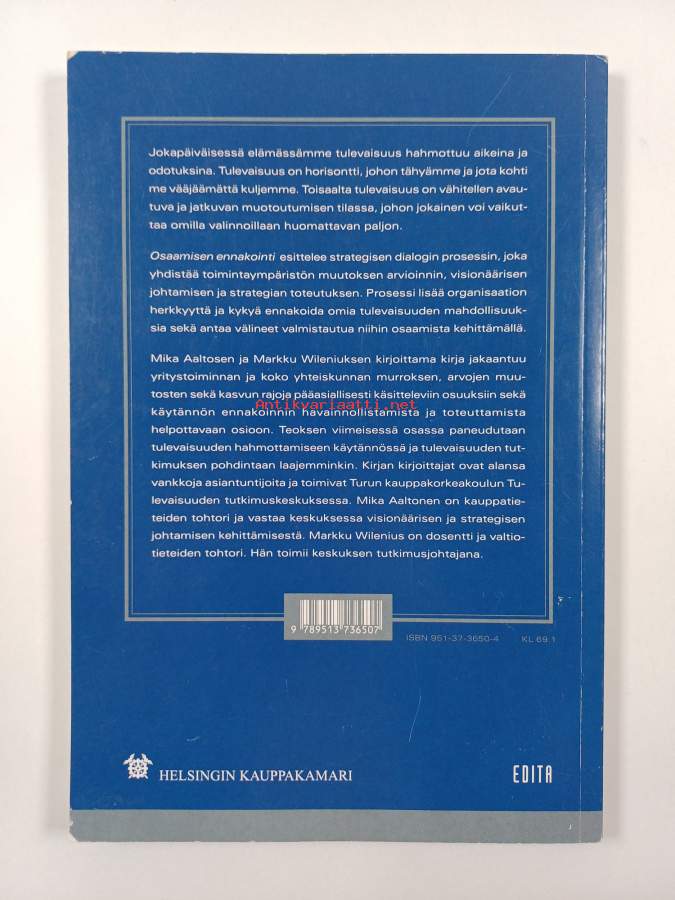 Jokapäiväisessä elämässämme tulevaisuus hahmottuu aikeina ja
odotuksina. Tulevaisuus on horisontti, johon tähyämme ja jota kohti
me vääjäämättä kuljemme. Toisaalta tulevaisuus on vähitellen avau-
tuva ja jatkuvan muotoutumisen tilassa, johon jokainen voi vaikut-
taa omilla valinnoillaan huomattavan paljon.
Osaamisen ennakointi esittelee strategisen dialogin prosessin, joka
yhdistää toimintaympäristön muutoksen arvioinnin, visionäärisen
johtamisen ja strategian toteutuksen. Prosessi lisää organisaation
herkkyyttä ja kykyä ennakoida omia tulevaisuuden mahdollisuuk-
sia sekä antaa välineet valmistautua niihin osaamista kehittämällä.
Mika Aaltosen ja Markku Wileniuksen kirjoittama kirja jakaantuu
yritystoiminnan ja koko yhteiskunnan murroksen, arvojen muu-
tosten sekä kasvun rajoja pääasiallisesti käsitteleviin osuuksiin sekä
Antikvariaatti.net
käytännön ennakoinnin havainnollistamista ja toteuttamista
helpottavaan osioon. Teoksen viimeisessä osassa paneudutaan
tulevaisuuden hahmottamiseen käytännössä ja tulevaisuuden tut-
kimuksen pohdintaan laajemminkin. Kirjan kirjoittajat ovat alansa
vankkoja asiantuntijoita ja toimivat Turun kauppakorkeakoulun Tu-
levaisuuden tutkimuskeskuksessa. Mika Aaltonen on kauppatie-
teiden tohtori ja vastaa keskuksessa visionäärisen ja strategisen
johtamisen kehittämisestä. Markku Wilenius on dosentti ja valtio-
tieteiden tohtori. Hän toimii keskuksen tutkimusjohtajana.
9 789513 736507
ISBN 951-37-3650-4 KL 69.1
HELSINGIN KAUPPAKAMARI
EDITA